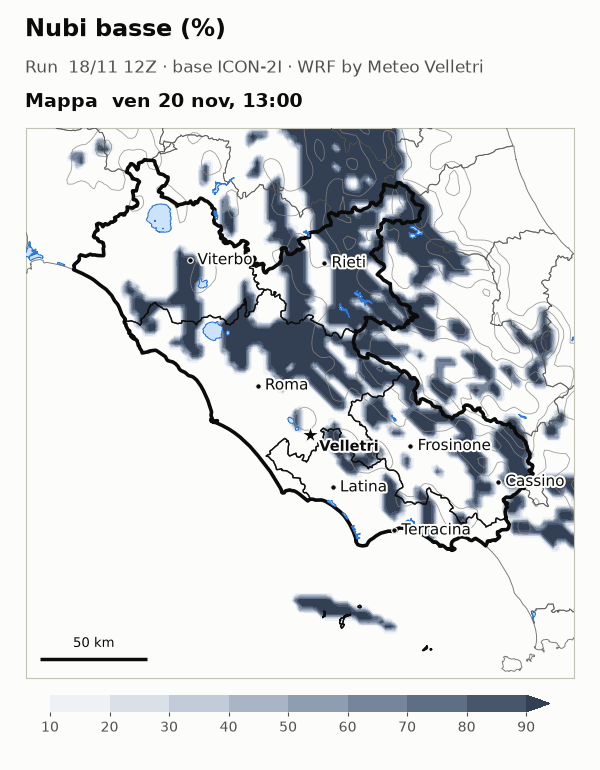 Nubi basse (%)
Run  18/11 12Z · base ICON-2I · WRF by Meteo Velletri
Mappa  ven 20 nov, 13:00
Viterbo
Rieti
Roma
Velletri
Frosinone
Latina
Cassino
Terracina
50 km
10 20 30 40 50 60 70 80 90